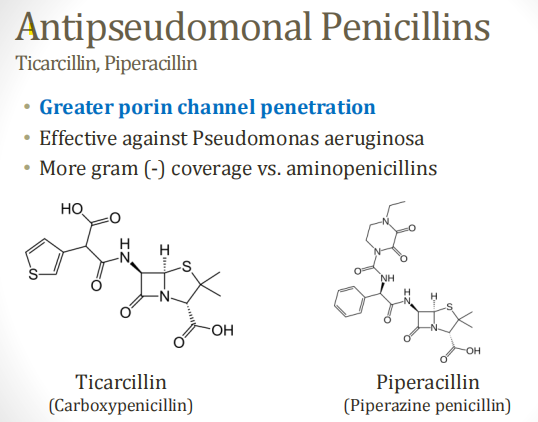 Antipseudomonal Penicillins
Ticarcillin, Piperacillin
• Greater porin channel penetration
• Effective against Pseudomonas aeruginosa
• More gram (-) coverage vs. aminopenicillins
HO
O
H
N
H
S
S
O
N
O
OH
O
N
O
N
O
O
NH
H
N
H
S
O
N
O
OH
O
Ticarcillin
(Carboxypenicillin)
Piperacillin
(Piperazine penicillin)